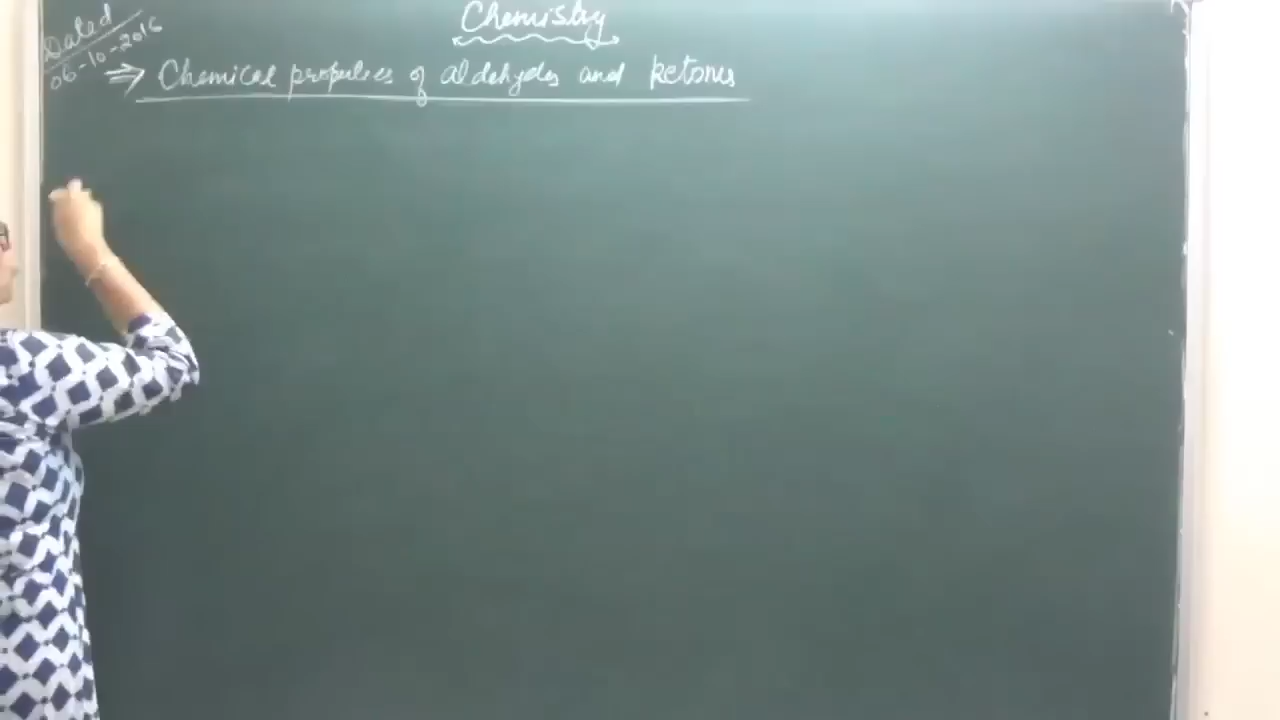 Chemistry
Dated
06-10-2016
⇒ Chemical properties of aldehydes and ketones